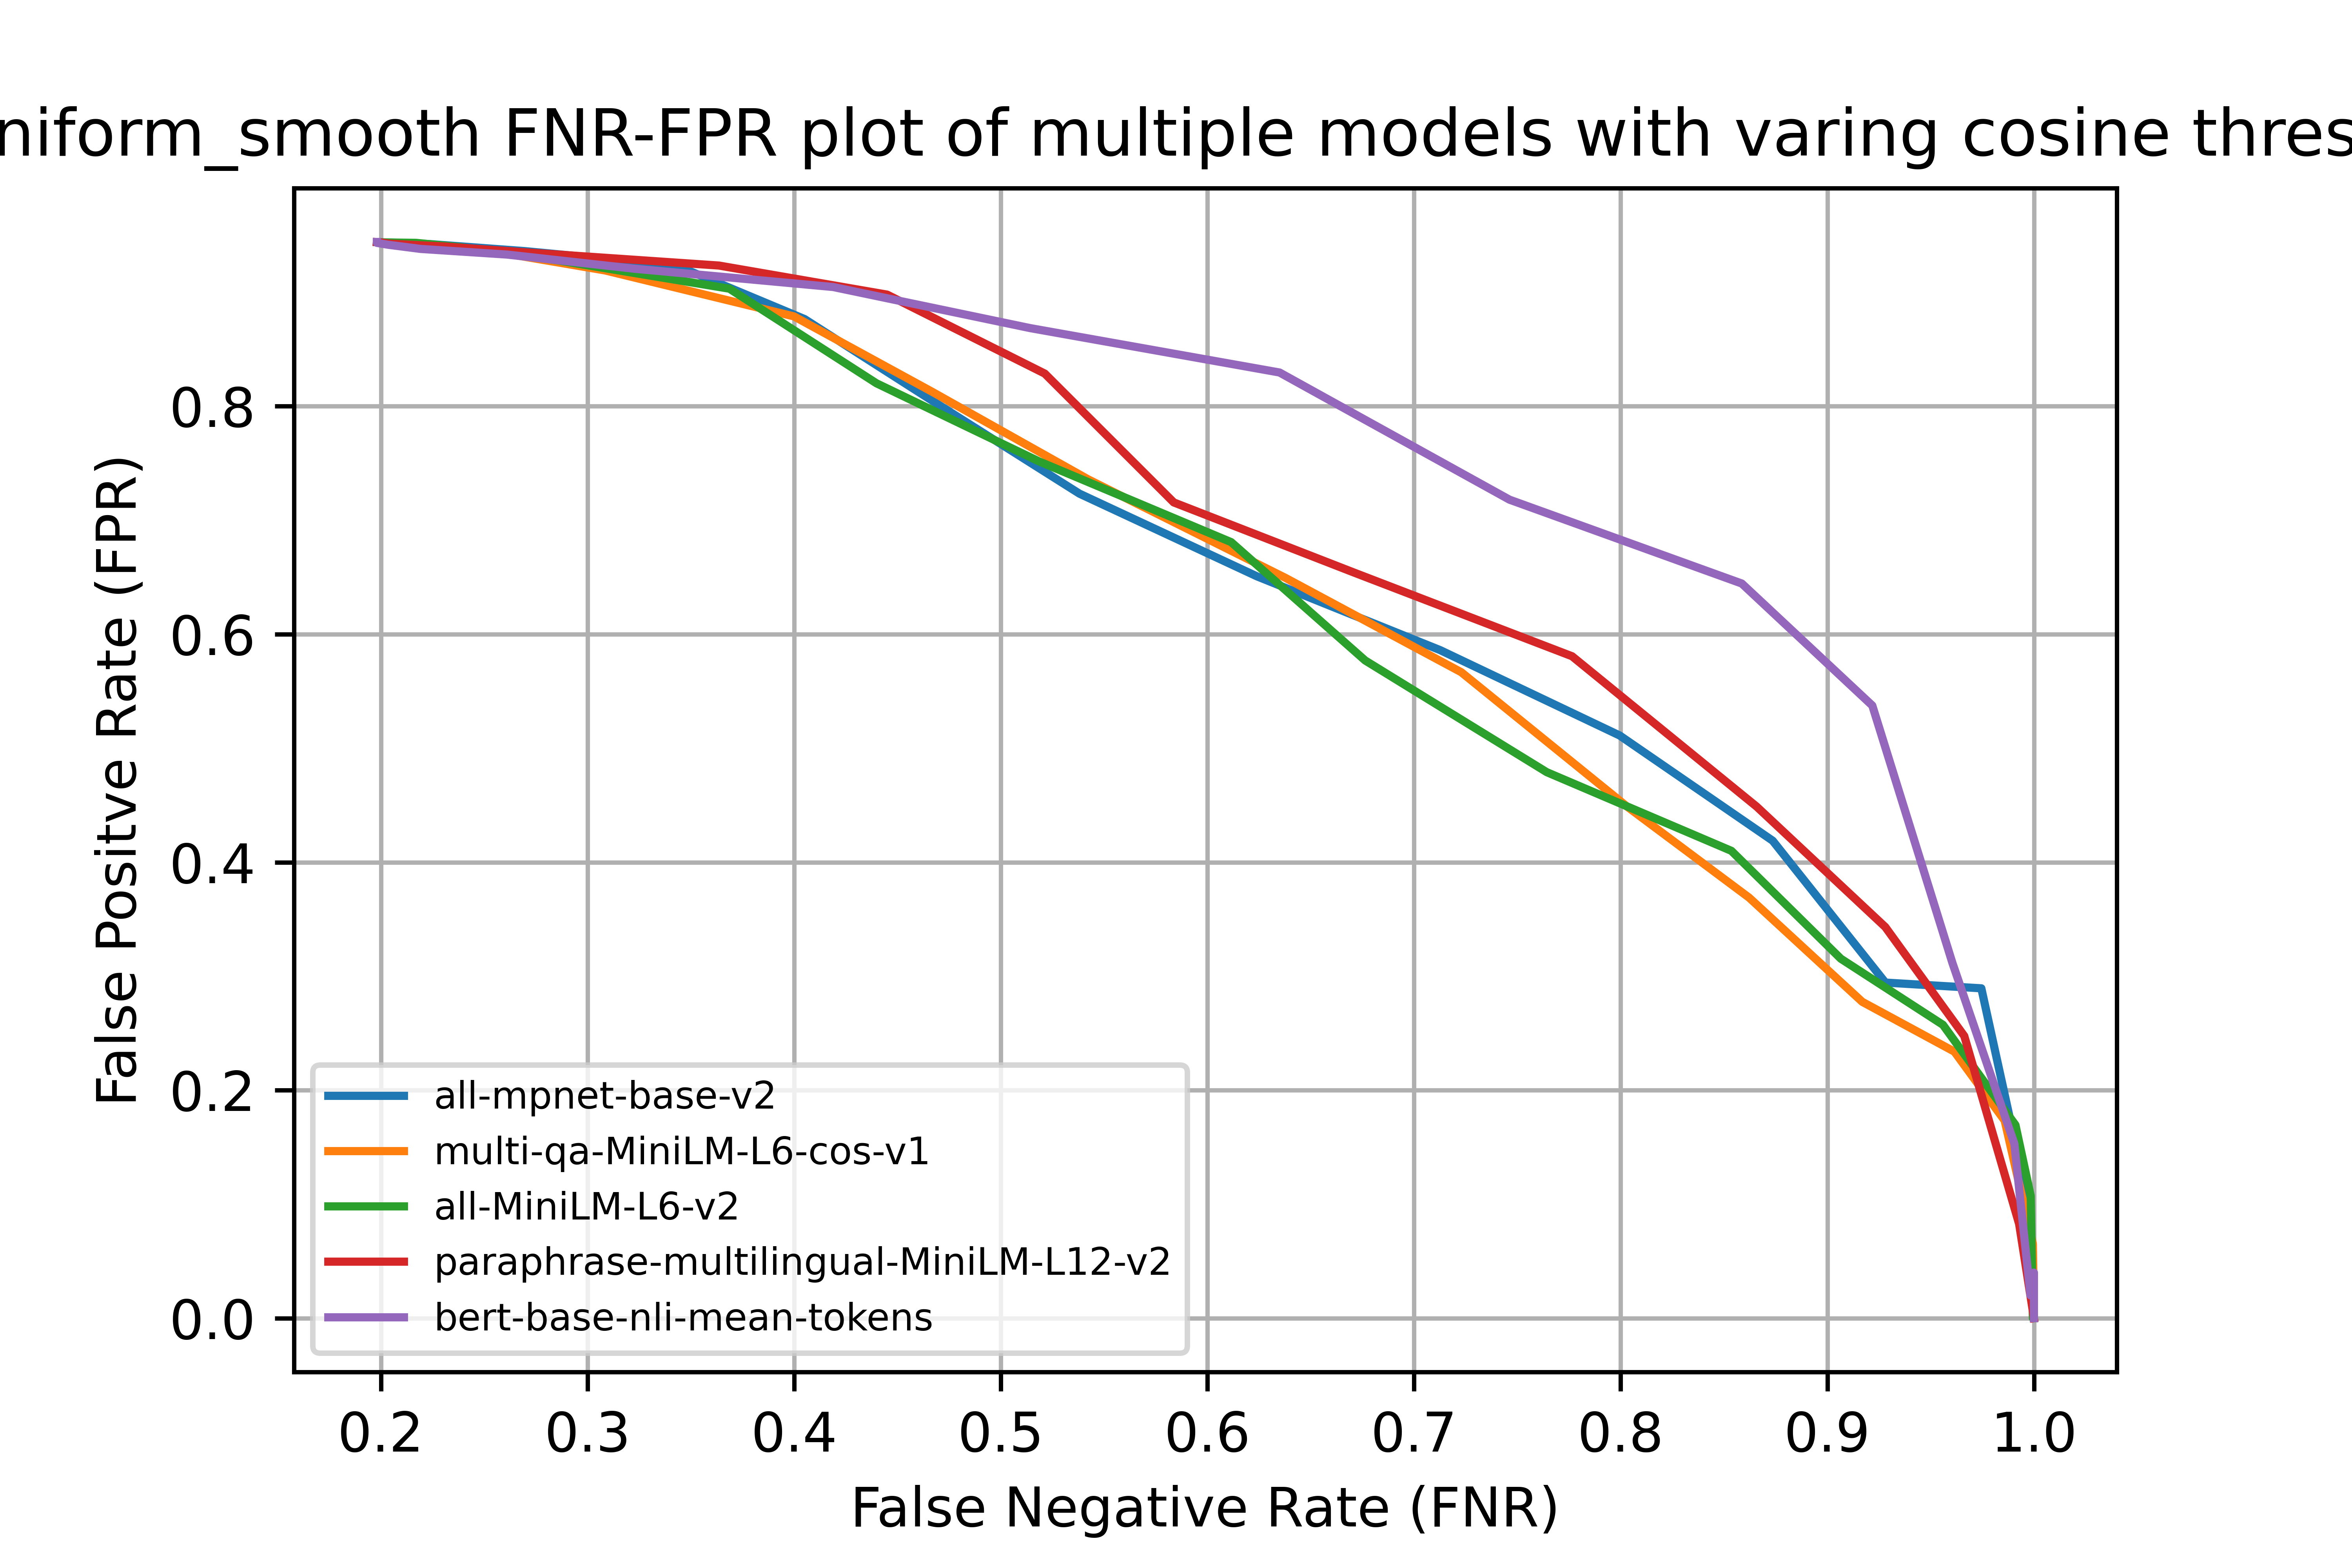 niform_smooth FNR-FPR plot of multiple models with varing cosine thres
False Positve Rate (FPR)
0.8
0.6
0.4
0.2
0.0
all-mpnet-base-v2
multi-qa-MiniLM-L6-cos-v1
all-MiniLM-L6-v2
paraphrase-multilingual-MiniLM-L12-v2
bert-base-nli-mean-tokens
0.2 0.3 0.4 0.5 0.6 0.7 0.8 0.9 1.0
False Negative Rate (FNR)